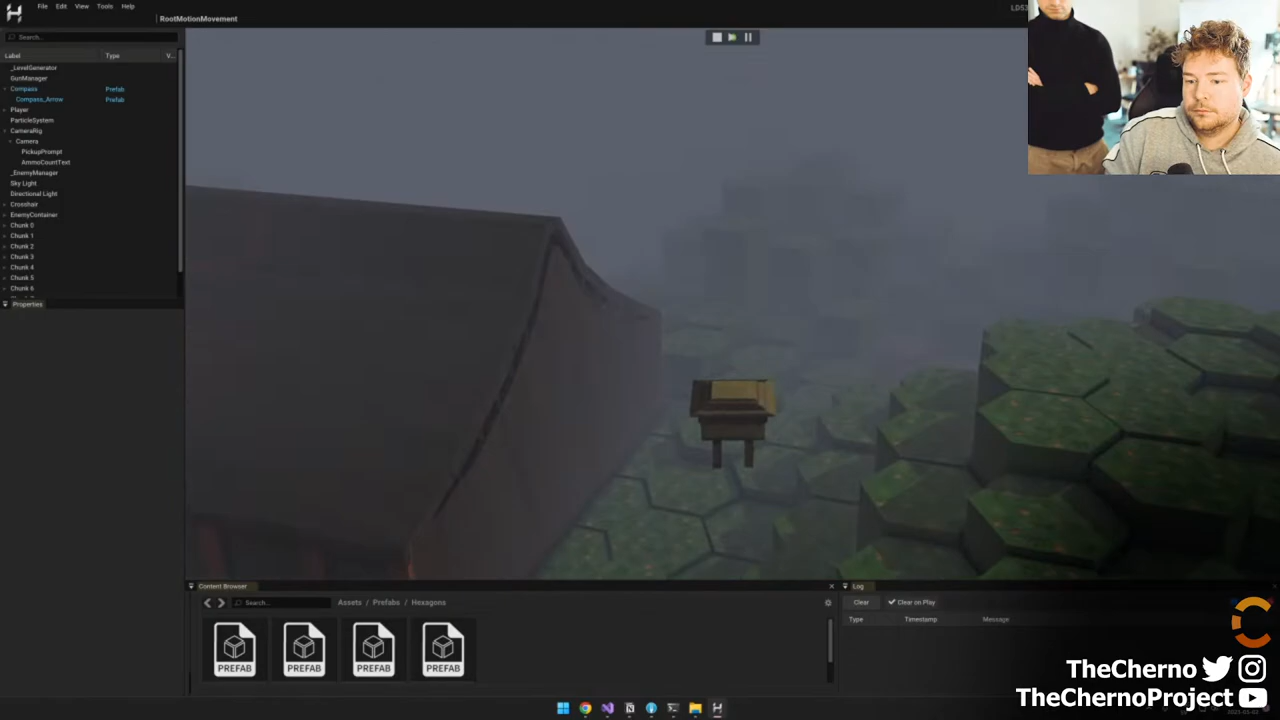 File Edit View Tools Help
RootMotionMovement
LD53
Search...
Label Type V...
_LevelGenerator
GunManager
Compass Prefab
Compass_Arrow Prefab
Player
ParticleSystem
CameraRig
Camera
PickupPrompt
AmmoCountText
_EnemyManager
Sky Light
Directional Light
Crosshair
EnemyContainer
Chunk 0
Chunk 1
Chunk 2
Chunk 3
Chunk 4
Chunk 5
Chunk 6
Properties
Content Browser
Log
Search...
Assets / Prefabs / Hexagons
Clear
Clear on Play
Type Timestamp Message
PREFAB PREFAB PREFAB PREFAB
TheCherno
TheChernoProject